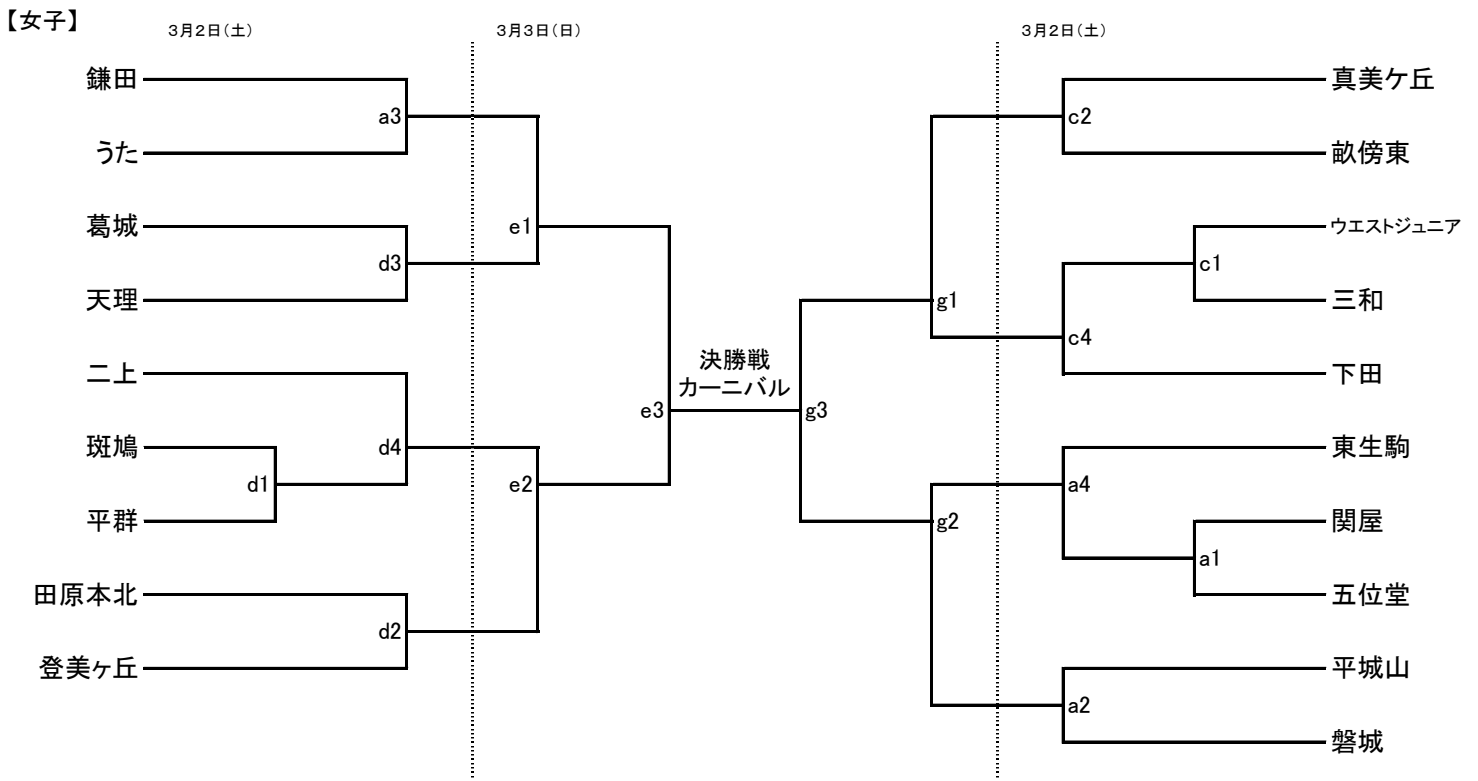 【女子】
3月2日（土）
3月3日（日）
3月2日（土）
鎌田
真美ケ丘
a3
c2
うた
畝傍東
葛城
e1
ウエストジュニア
d3
c1
天理
g1
三和
c4
二上
決勝戦
カーニバル
下田
e3
g3
斑鳩
d4
東生駒
d1
e2
a4
平群
g2
関屋
a1
田原本北
五位堂
d2
登美ヶ丘
平城山
a2
磐城